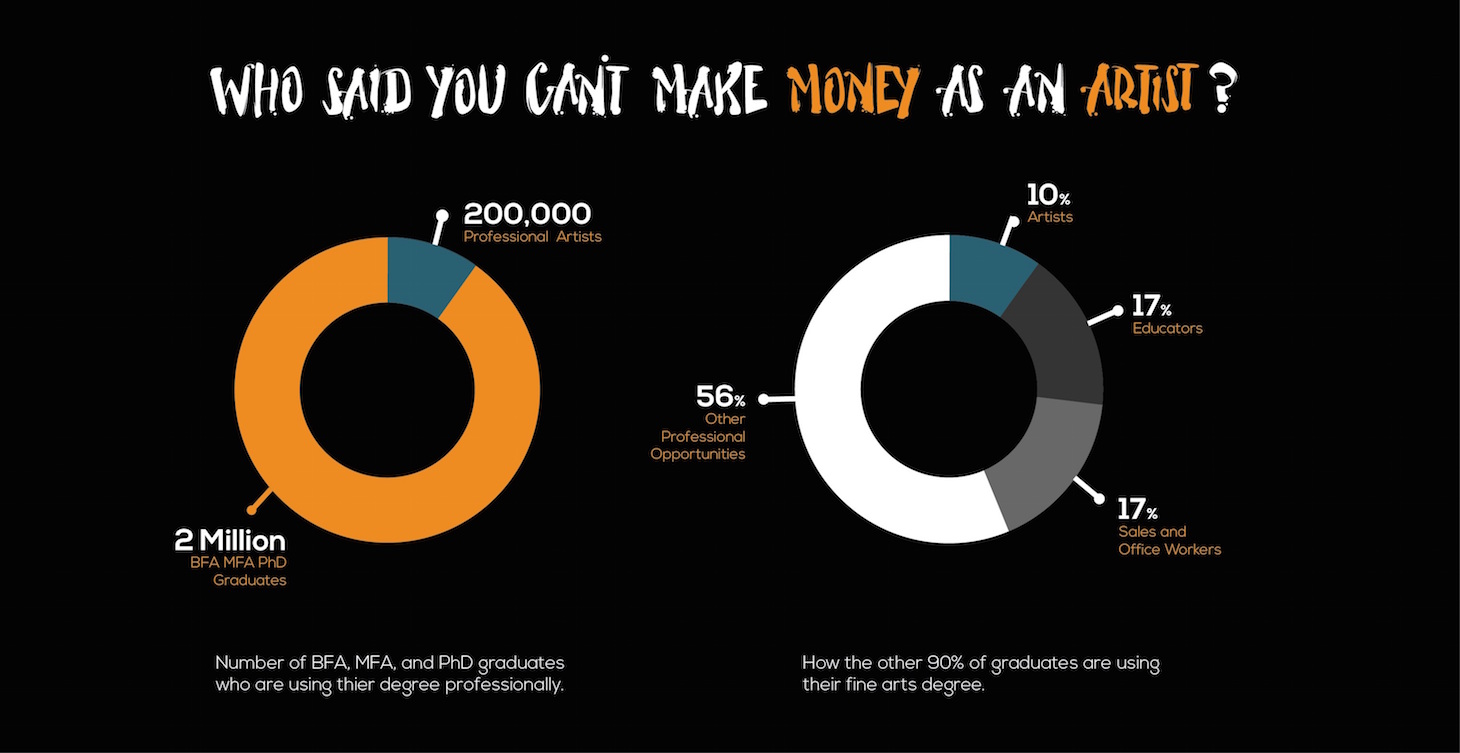 WHO SAID YOU CAN'T MAKE MONEY AS AN ARTIST?
200,000
Professional Artists
2 Million
BFA MFA PhD
Graduates
Number of BFA, MFA, and PhD graduates
who are using thier degree professionally.
10%
Artists
17%
Educators
56%
Other
Professional
Opportunities
17%
Sales and
Office Workers
How the other 90% of graduates are using
their fine arts degree.